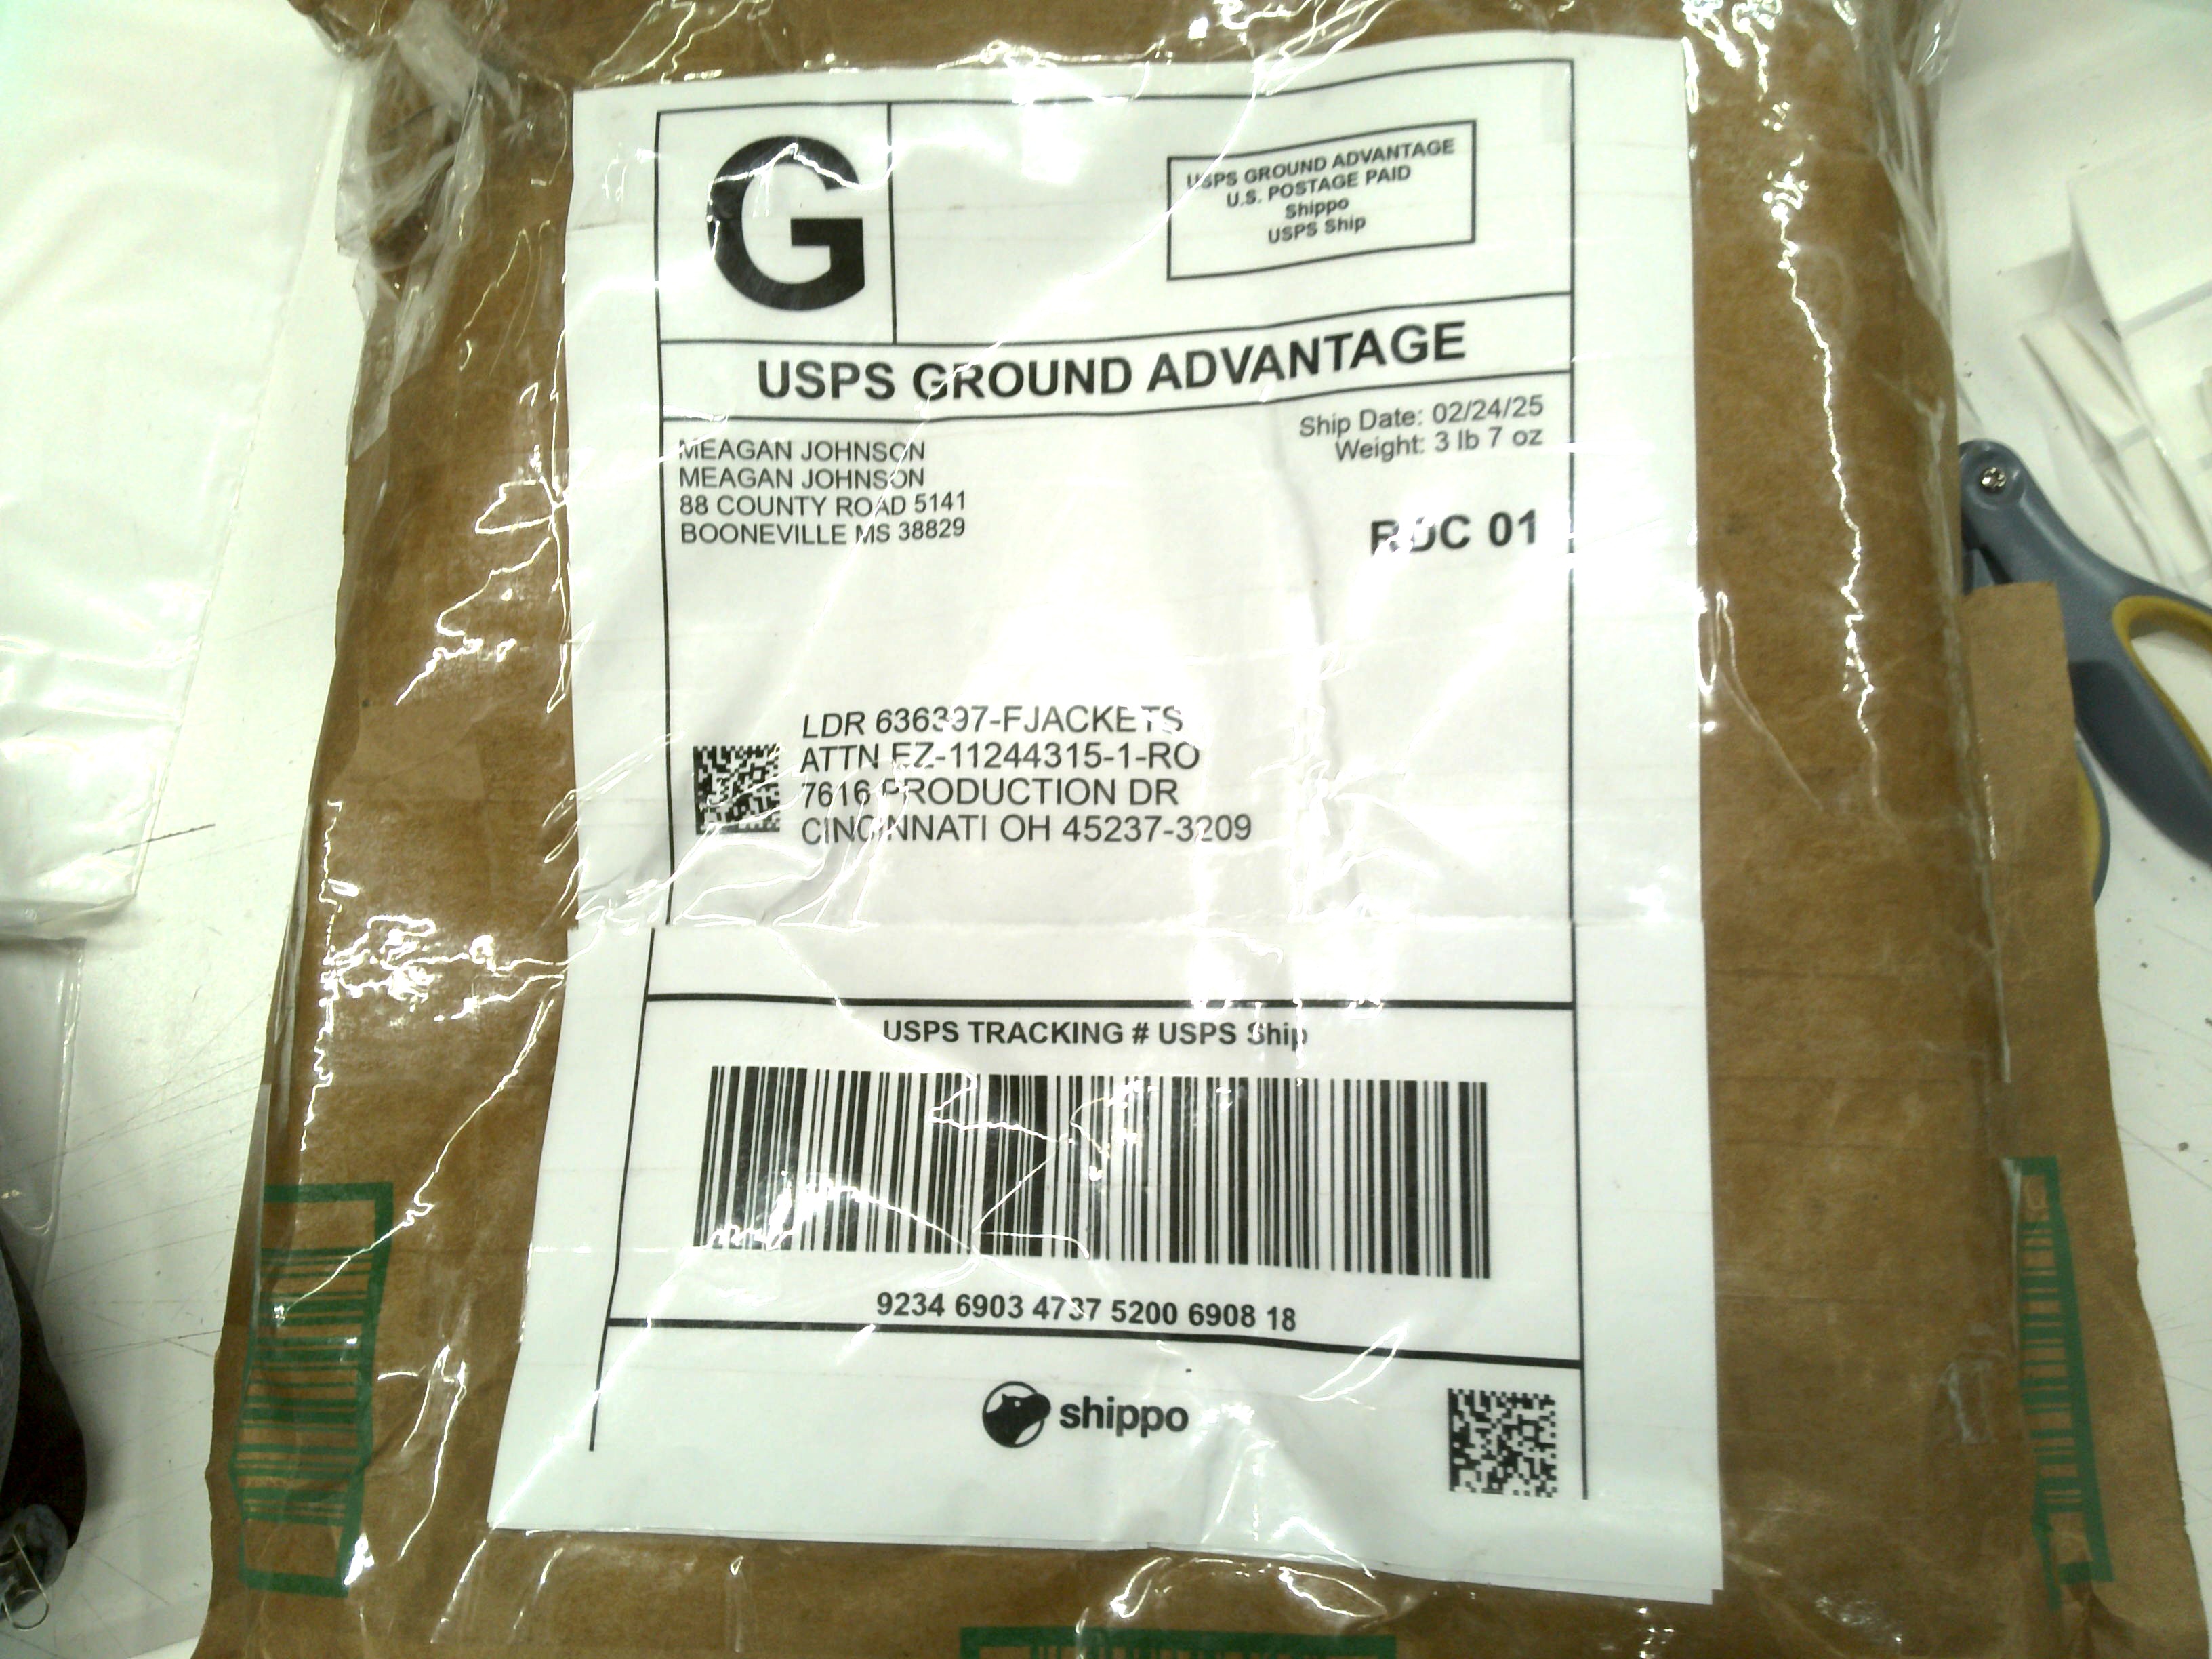 G
USPS GROUND ADVANTAGE
U.S. POSTAGE PAID
Shippo
USPS Ship
USPS GROUND ADVANTAGE
Ship Date: 02/24/25
Weight: 3 lb 7 oz
MEAGAN JOHNSON
MEAGAN JOHNSON
88 COUNTY ROAD 5141
BOONEVILLE MS 38829
RDC 01
LDR 636397-FJACKETS
ATTN EZ-11244315-1-RO
7616 PRODUCTION DR
CINCINNATI OH 45237-3209
USPS TRACKING # USPS Ship
9234 6903 4737 5200 6908 18
shippo